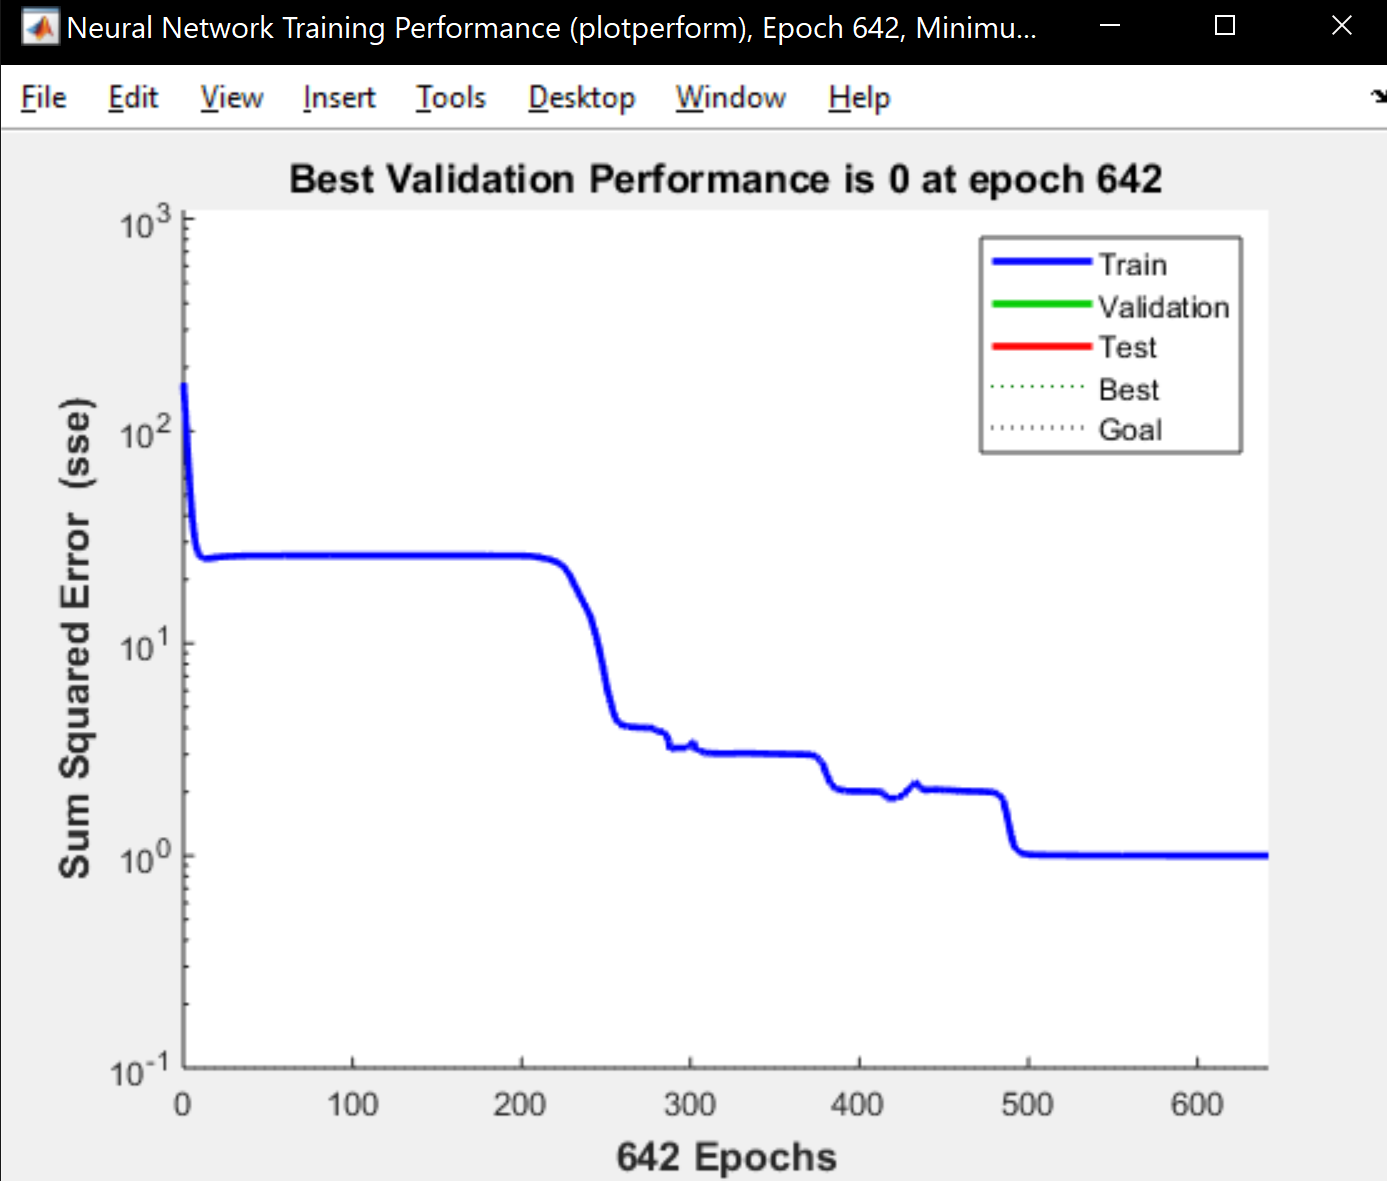 Neural Network Training Performance (plotperform), Epoch 642, Minimu...
File Edit View Insert Tools Desktop Window Help
Best Validation Performance is 0 at epoch 642
10^3
10^2
10^1
10^0
10^-1
Sum Squared Error (sse)
Train
Validation
Test
Best
Goal
0 100 200 300 400 500 600
642 Epochs